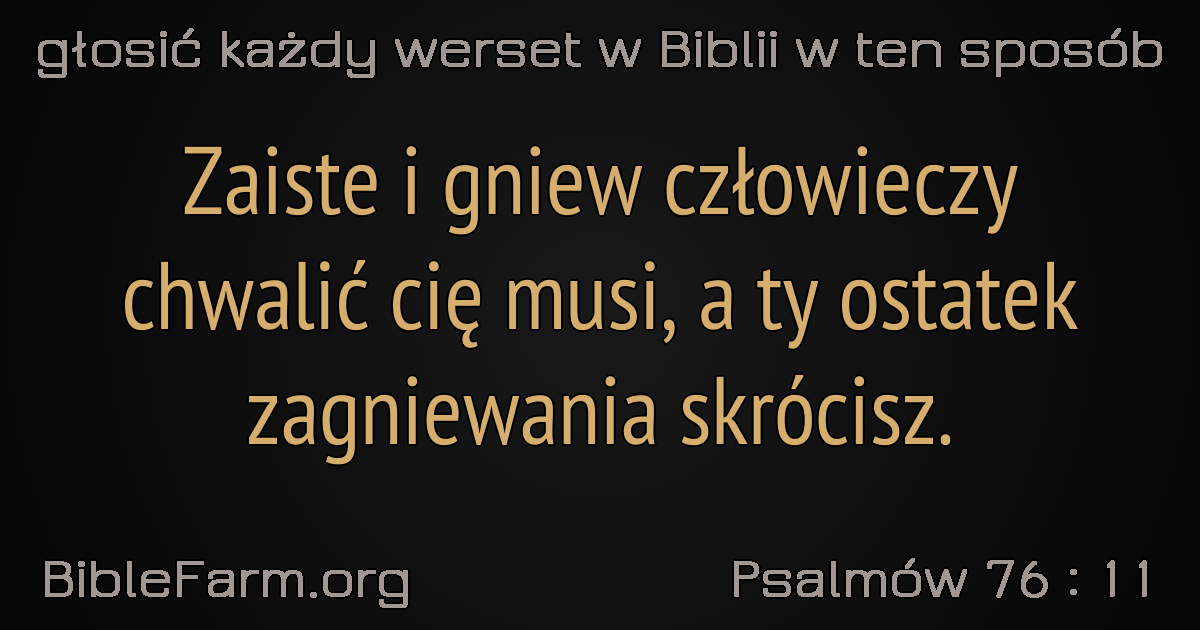 głosić każdy werset w Biblii w ten sposób
Zaiste i gniew człowieczy
chwalić cię musi, a ty ostatek
zagniewania skrócisz.
BibleFarm.org
Psalmów 76 : 11